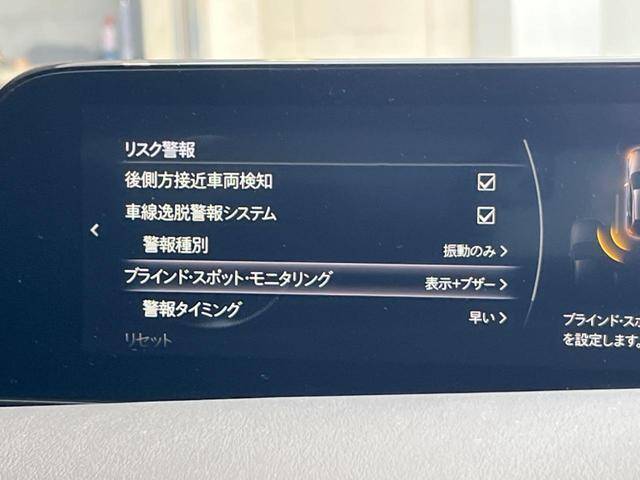 リスク警報
後側方接近車両検知
車線逸脱警報システム
警報種別 振動のみ
ブラインド・スポット・モニタリング 表示+ブザー
警報タイミング 早い
リセット
ブラインド・スポ
を設定します。